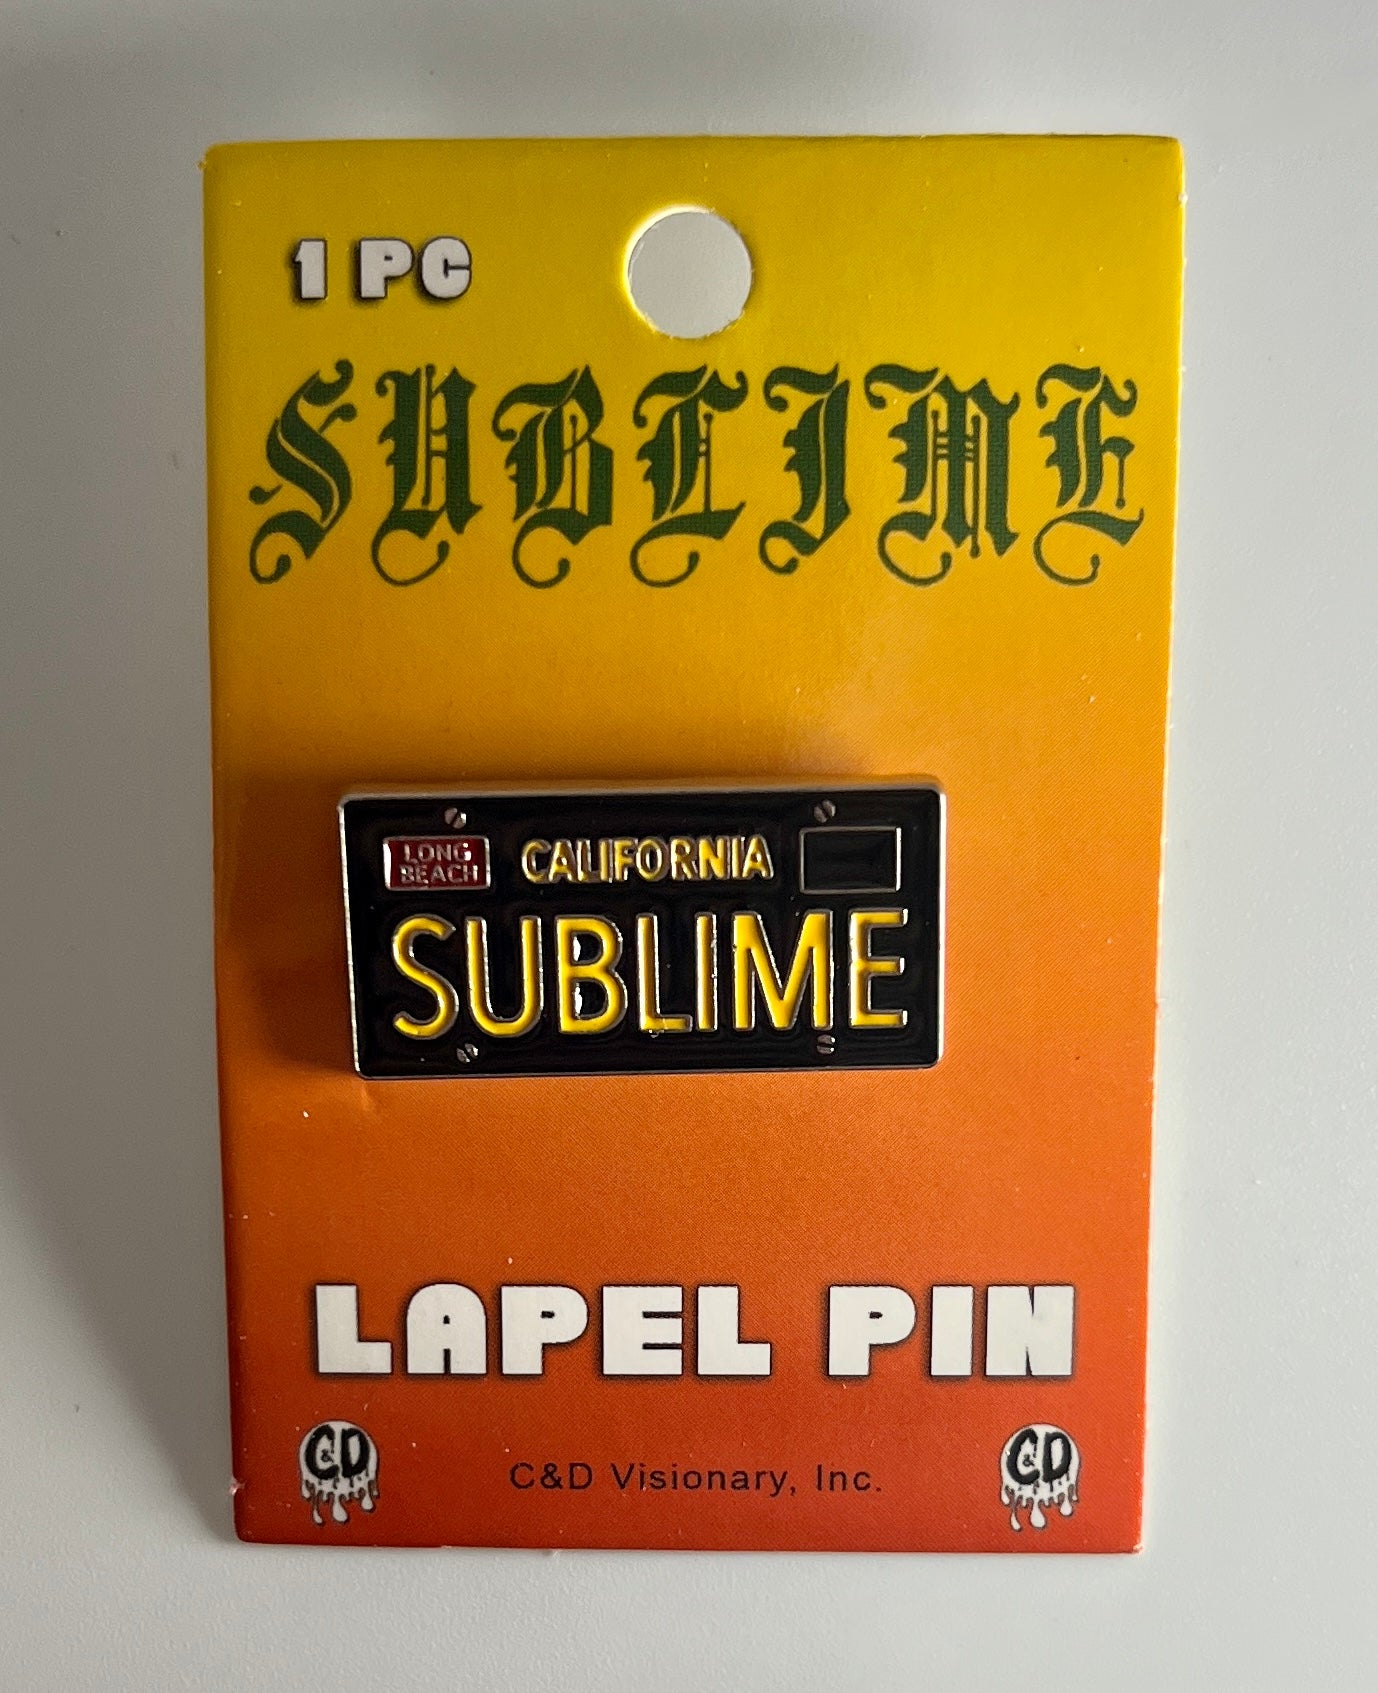 1 PC
SUBLIME
LONG
BEACH
CALIFORNIA
SUBLIME
LAPEL PIN
C&D
C&D Visionary, Inc.
C&D